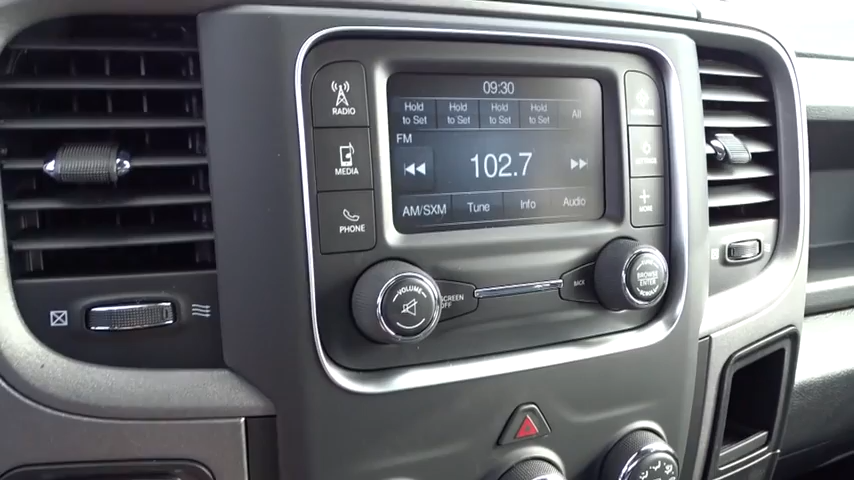 09:30
Hold to Set
Hold to Set
Hold to Set
Hold to Set
All
FM
102.7
AM/SXM
Tune
Info
Audio
RADIO
MEDIA
PHONE
MORE
VOLUME
SCREEN OFF
BACK
BROWSE
ENTER